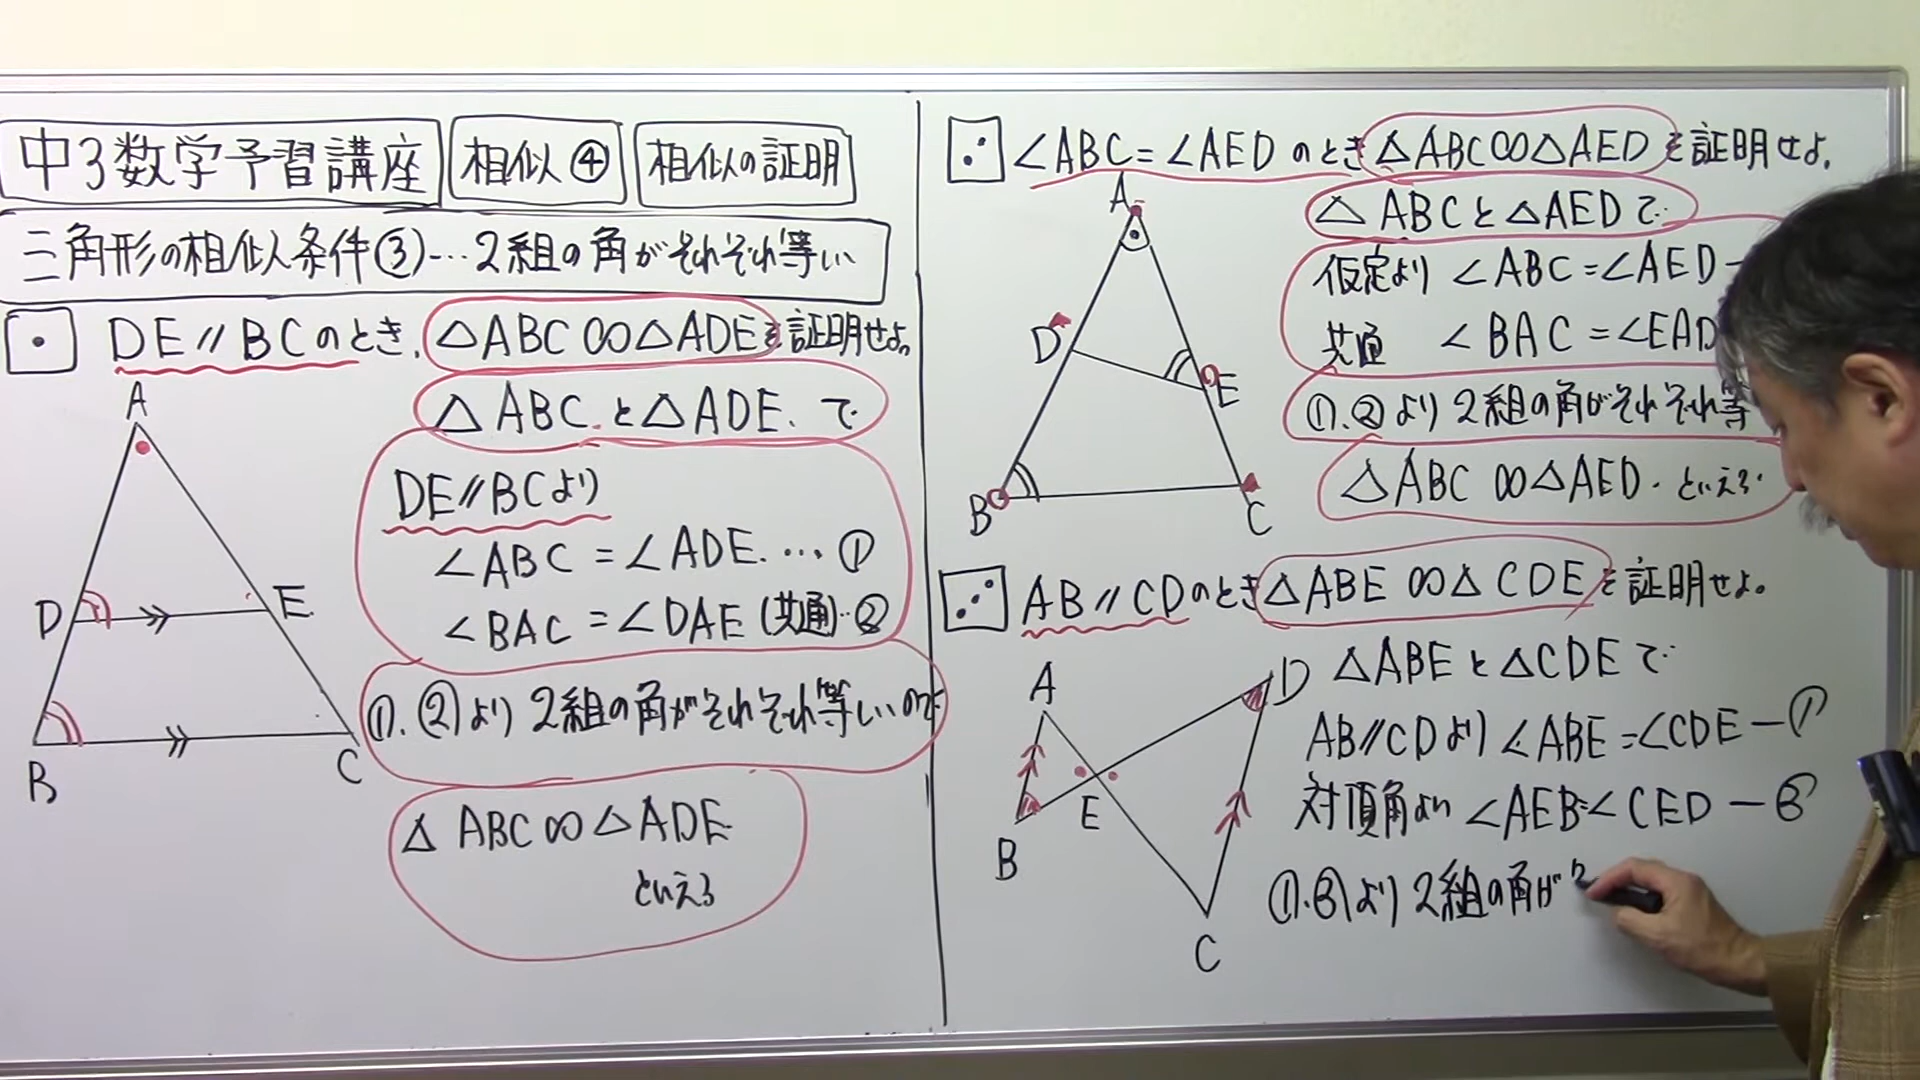 中3数学予習講座 相似④ 相似の証明
三角形の相似条件③…2組の角がそれぞれ等しい
DE//BCのとき、△ABC∽△ADEを証明せよ。
A
D
E
B
C
△ABCと△ADEで
DE//BCより
∠ABC=∠ADE…①
∠BAC=∠DAE(共通)…②
①.②より2組の角がそれぞれ等しいので
△ABC∽△ADE
といえる
∠ABC=∠AEDのとき△ABC∽△AEDを証明せよ.
A
D
E
B
C
△ABCと△AEDで
仮定より∠ABC=∠AED−
共通 ∠BAC=∠EAD
①.②より2組の角がそれぞれ等
△ABC∽△AED.といえる.
AB//CDのとき△ABE∽△CDEを証明せよ。
A
D
E
B
C
△ABEと△CDEで
AB//CDより∠ABE=∠CDE−①
対頂角より∠AEB=∠CED−②
①.②より2組の角が